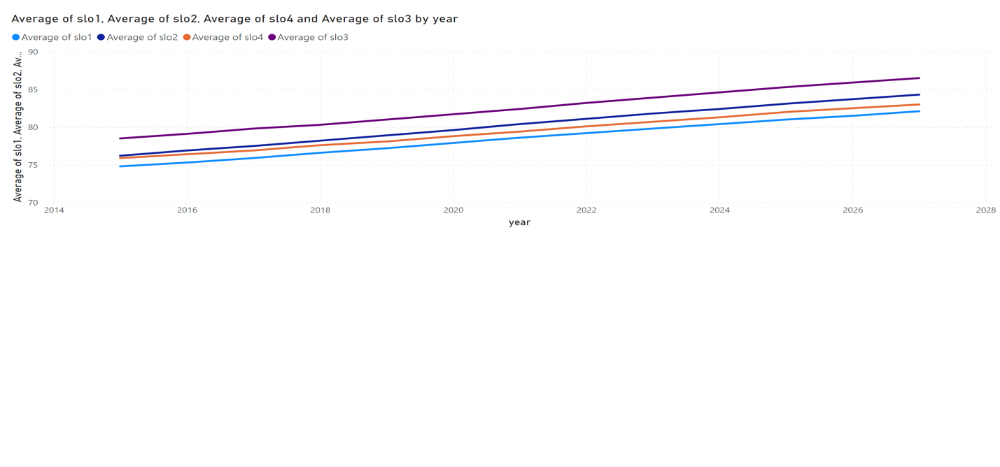 Average of slo1, Average of slo2, Average of slo4 and Average of slo3 by year
Average of slo1 Average of slo2 Average of slo4 Average of slo3
Average of slo1, Average of slo2, Av...
90
85
80
75
70
2014 2016 2018 2020 2022 2024 2026 2028
year